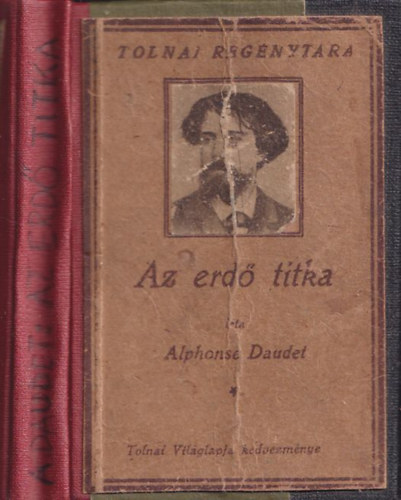 A DAUDET: AZ ERDŐ TITKA
TOLNAI REGÉNYTÁRA
Az erdő titka
írta
Alphonse Daudet
Tolnai Világlapja kedvezménye